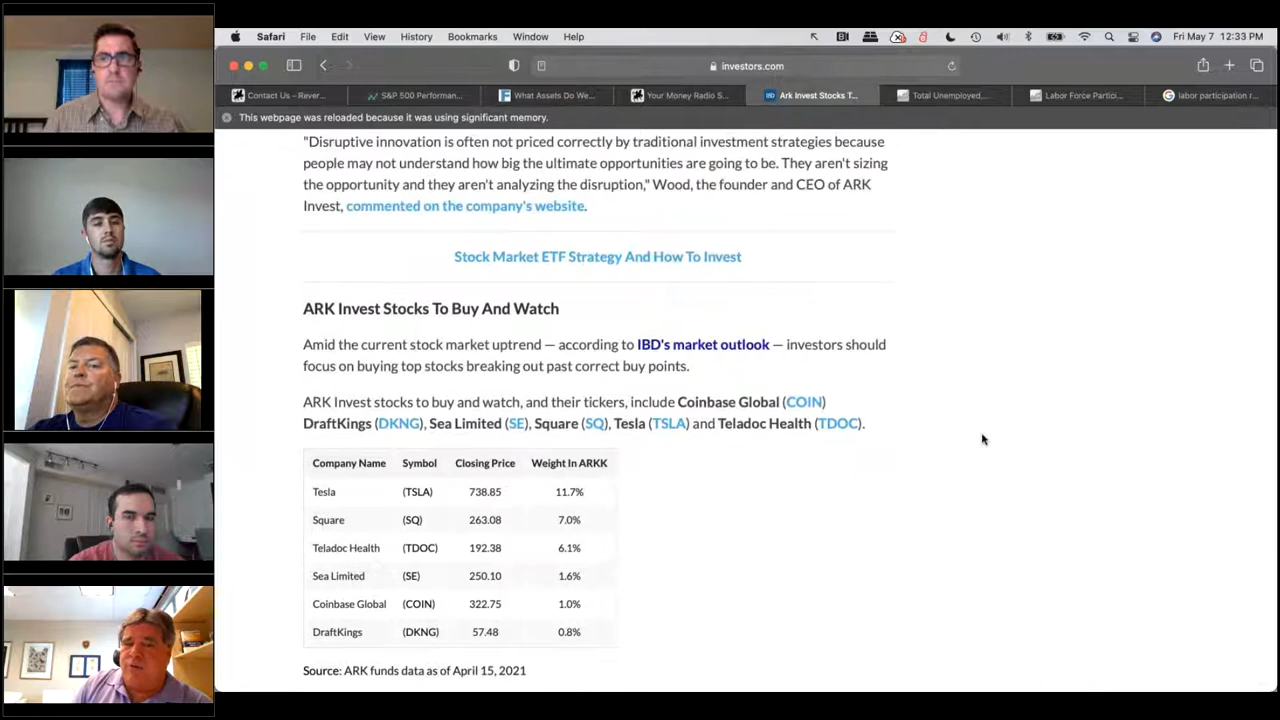 Safari File Edit View History Bookmarks Window Help Fri May 7 12:33 PM
investors.com
Contact Us – Rever... S&P 500 Performan... What Assets Do We... Your Money Radio S... Ark Invest Stocks T... Total Unemployed,... Labor Force Partici... labor participation r...
This webpage was reloaded because it was using significant memory.
"Disruptive innovation is often not priced correctly by traditional investment strategies because
people may not understand how big the ultimate opportunities are going to be. They aren't sizing
the opportunity and they aren't analyzing the disruption," Wood, the founder and CEO of ARK
Invest, commented on the company's website.
Stock Market ETF Strategy And How To Invest
ARK Invest Stocks To Buy And Watch
Amid the current stock market uptrend — according to IBD's market outlook — investors should
focus on buying top stocks breaking out past correct buy points.
ARK Invest stocks to buy and watch, and their tickers, include Coinbase Global (COIN)
DraftKings (DKNG), Sea Limited (SE), Square (SQ), Tesla (TSLA) and Teladoc Health (TDOC).
Company Name Symbol Closing Price Weight In ARKK
Tesla (TSLA) 738.85 11.7%
Square (SQ) 263.08 7.0%
Teladoc Health (TDOC) 192.38 6.1%
Sea Limited (SE) 250.10 1.6%
Coinbase Global (COIN) 322.75 1.0%
DraftKings (DKNG) 57.48 0.8%
Source: ARK funds data as of April 15, 2021